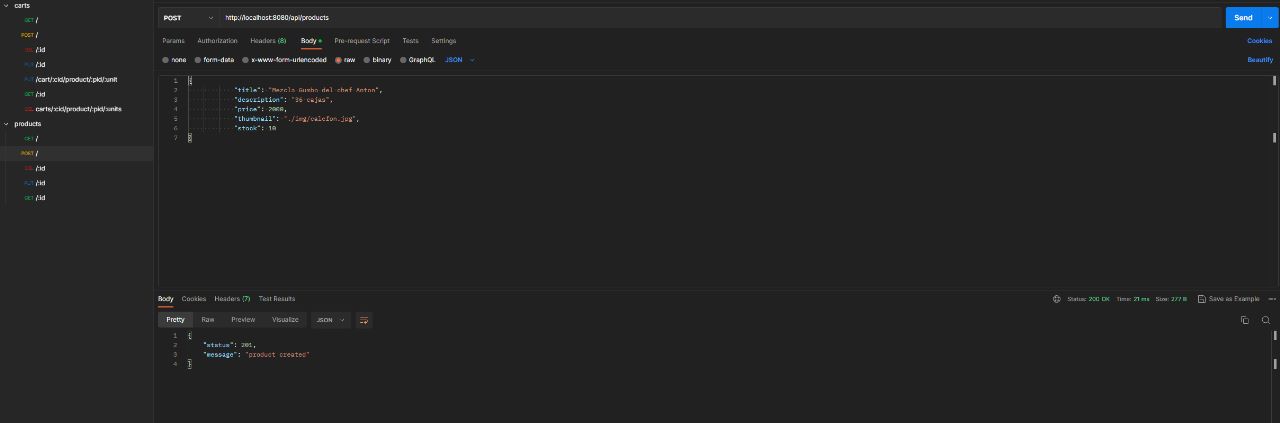 carts
GET /
POST /
DEL /:id
PUT /:id
PUT /cart/:cid/product/:pid/:unit
GET /:id
DEL carts/:cid/product/:pid/:units
products
GET /
POST /
DEL /:id
PUT /:id
GET /:id
POST http://localhost:8080/api/products Send
Params Authorization Headers (8) Body Pre-request Script Tests Settings Cookies
none form-data x-www-form-urlencoded raw binary GraphQL JSON Beautify
1 {
2 "title": "Mezcla Gumbo del chef Anton",
3 "description": "36 cajas",
4 "price": 2000,
5 "thumbnail": "./img/calefon.jpg",
6 "stock": 10
7 }
Body Cookies Headers (7) Test Results Status: 200 OK Time: 21 ms Size: 277 B Save as Example
Pretty Raw Preview Visualize JSON
1 {
2 "status": 201,
3 "message": "product created"
4 }